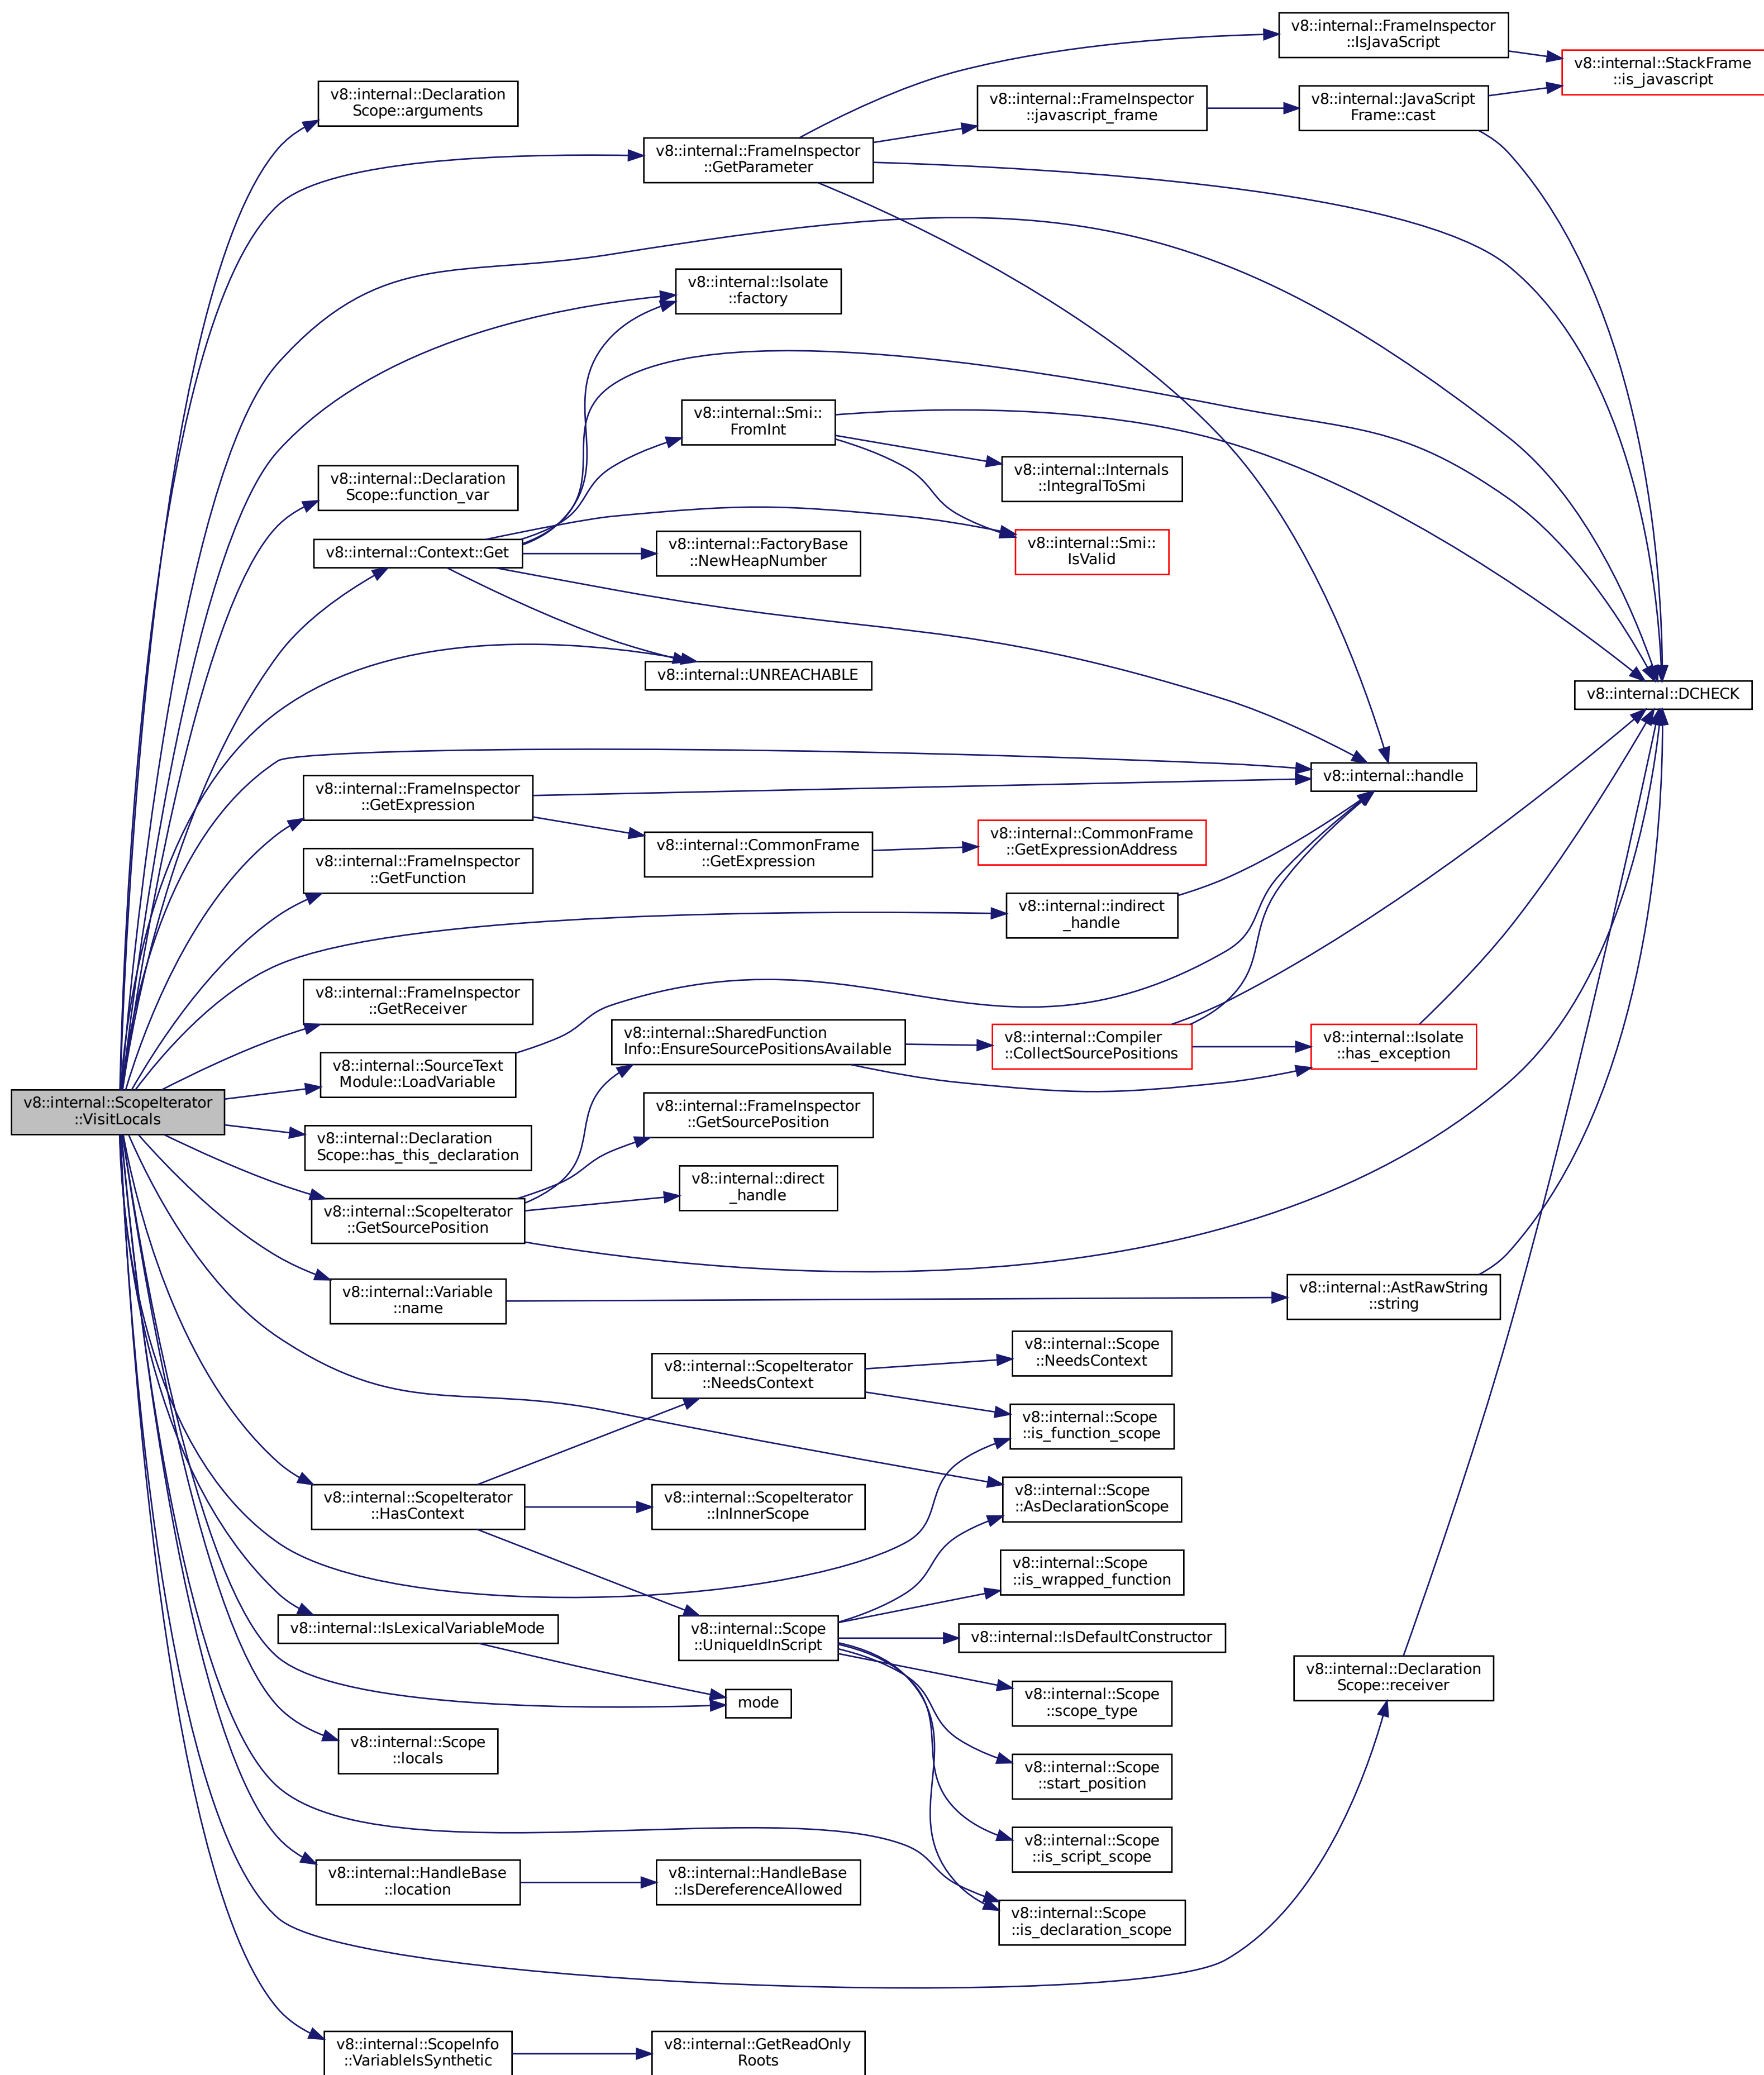 v8::internal::FrameInspector
::IsJavaScript
v8::internal::StackFrame
::is_javascript
v8::internal::Declaration
Scope::arguments
v8::internal::FrameInspector
::javascript_frame
v8::internal::JavaScript
Frame::cast
v8::internal::FrameInspector
::GetParameter
v8::internal::Isolate
::factory
v8::internal::Smi::
FromInt
v8::internal::Internals
::IntegralToSmi
v8::internal::Declaration
Scope::function_var
v8::internal::Context::Get
v8::internal::FactoryBase
::NewHeapNumber
v8::internal::Smi::
IsValid
v8::internal::UNREACHABLE
v8::internal::DCHECK
v8::internal::handle
v8::internal::FrameInspector
::GetExpression
v8::internal::CommonFrame
::GetExpression
v8::internal::CommonFrame
::GetExpressionAddress
v8::internal::FrameInspector
::GetFunction
v8::internal::indirect
_handle
v8::internal::FrameInspector
::GetReceiver
v8::internal::SharedFunction
Info::EnsureSourcePositionsAvailable
v8::internal::Compiler
::CollectSourcePositions
v8::internal::Isolate
::has_exception
v8::internal::SourceText
Module::LoadVariable
v8::internal::ScopeIterator
::VisitLocals
v8::internal::FrameInspector
::GetSourcePosition
v8::internal::Declaration
Scope::has_this_declaration
v8::internal::direct
_handle
v8::internal::ScopeIterator
::GetSourcePosition
v8::internal::Variable
::name
v8::internal::AstRawString
::string
v8::internal::ScopeIterator
::NeedsContext
v8::internal::Scope
::NeedsContext
v8::internal::Scope
::is_function_scope
v8::internal::ScopeIterator
::HasContext
v8::internal::ScopeIterator
::InInnerScope
v8::internal::Scope
::AsDeclarationScope
v8::internal::Scope
::is_wrapped_function
v8::internal::IsLexicalVariableMode
v8::internal::Scope
::UniqueIdInScript
v8::internal::IsDefaultConstructor
v8::internal::Declaration
Scope::receiver
mode
v8::internal::Scope
::scope_type
v8::internal::Scope
::locals
v8::internal::Scope
::start_position
v8::internal::Scope
::is_script_scope
v8::internal::HandleBase
::location
v8::internal::HandleBase
::IsDereferenceAllowed
v8::internal::Scope
::is_declaration_scope
v8::internal::ScopeInfo
::VariableIsSynthetic
v8::internal::GetReadOnly
Roots